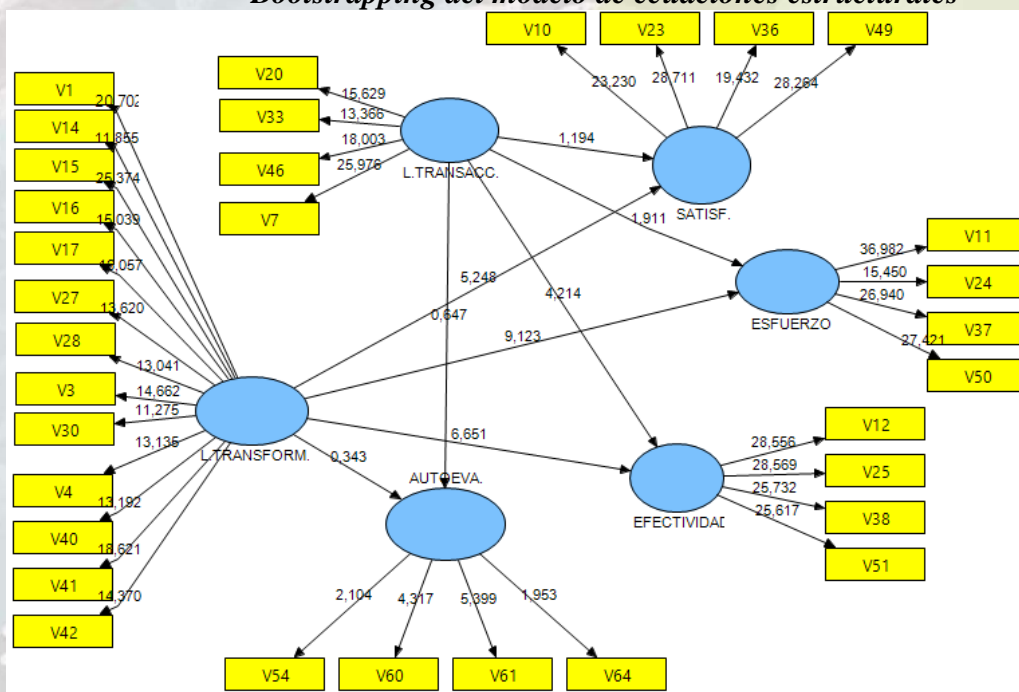 Bootstrapping del modelo de ecuaciones estructurales
V10
V23
V36
V49
V1
V14
V15
V16
V17
V27
V28
V3
V30
V4
V40
V41
V42
20,702
11,855
25,374
15,039
13,620
13,041
14,662
11,275
13,135
13,192
18,621
14,370
V20
V33
V46
V7
15,629
13,366
18,003
25,976
L.TRANSACC.
23,230
28,711
19,432
28,264
1,194
SATISF.
1,911
5,248
0,647
4,214
9,123
ESFUERZO
36,982
15,450
26,940
27,421
V11
V24
V37
V50
L.TRANSFORM.
0,343
6,651
AUTOEVA.
EFECTIVIDAD
28,556
28,569
25,732
25,617
V12
V25
V38
V51
2,104
4,317
5,399
1,953
V54
V60
V61
V64